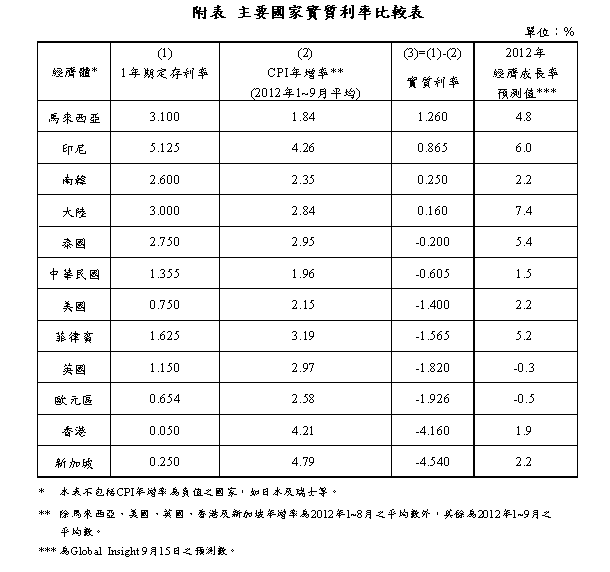 附表 主要國家實質利率比較表
單位：%
經濟體* (1) 1年期定存利率 (2) CPI年增率** (2012年1~9月平均) (3)=(1)-(2) 實質利率 2012年 經濟成長率 預測值***
馬來西亞 3.100 1.84 1.260 4.8
印尼 5.125 4.26 0.865 6.0
南韓 2.600 2.35 0.250 2.2
大陸 3.000 2.84 0.160 7.4
泰國 2.750 2.95 -0.200 5.4
中華民國 1.355 1.96 -0.605 1.5
美國 0.750 2.15 -1.400 2.2
菲律賓 1.625 3.19 -1.565 5.2
英國 1.150 2.97 -1.820 -0.3
歐元區 0.654 2.58 -1.926 -0.5
香港 0.050 4.21 -4.160 1.9
新加坡 0.250 4.79 -4.540 2.2
* 本表不包括CPI年增率為負值之國家，如日本及瑞士等。
** 除馬來西亞、美國、英國、香港及新加坡年增率為2012年1~8月之平均數外，其餘為2012年1~9月之
平均數。
*** 為Global Insight 9月15日之預測數。